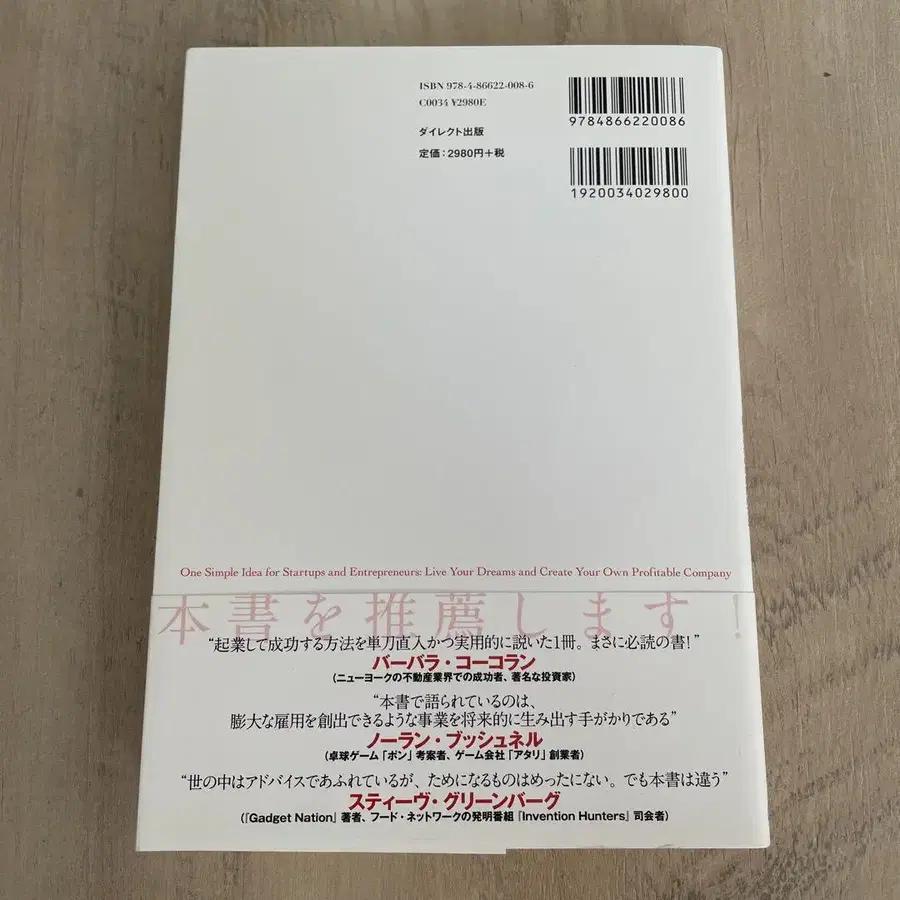 ISBN 978-4-86622-008-6
C0034 ¥2980E
ダイレクト出版
定価:2980円+税
9784866220086
1920034029800
One Simple Idea for Startups and Entrepreneurs: Live Your Dreams and Create Your Own Profitable Company
本書を推薦します!
“起業して成功する方法を単刀直入かつ実用的に説いた1冊。まさに必読の書!”
バーバラ・コーコラン
(ニューヨークの不動産業界での成功者、著名な投資家)
“本書で語られているのは、
膨大な雇用を創出できるような事業を将来的に生み出す手がかりである”
ノーラン・ブッシュネル
(卓球ゲーム「ポン」考案者、ゲーム会社「アタリ」創業者)
“世の中はアドバイスであふれているが、ためになるものはめったにない。でも本書は違う”
スティーヴ・グリーンバーグ
(『Gadget Nation』著者、フード・ネットワークの発明番組『Invention Hunters』司会者)